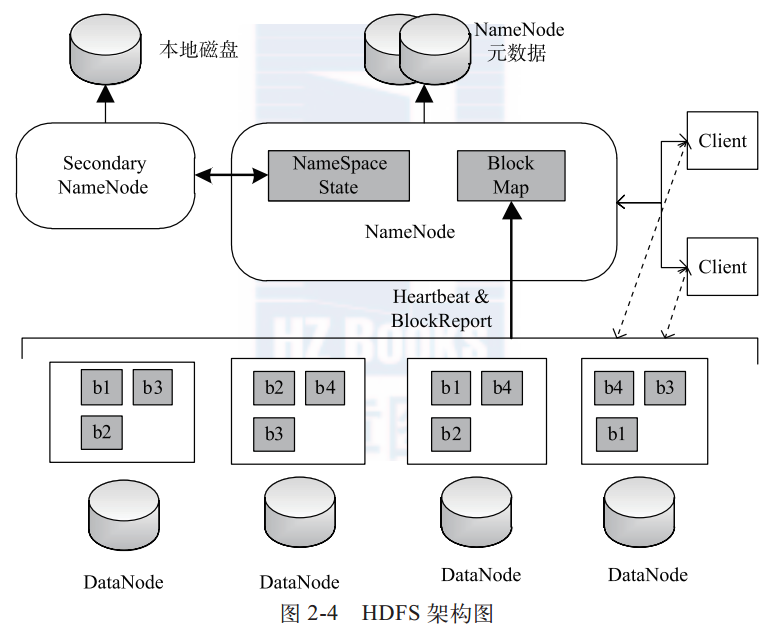 本地磁盘
NameNode
元数据
Secondary
NameNode
NameSpace
State
Block
Map
NameNode
Client
Client
Heartbeat &
BlockReport
HZ Books
b1 b3
b2
b2 b4
b3
b1 b4
b2
b4 b3
b1
DataNode
DataNode
DataNode
DataNode
图 2-4 HDFS 架构图